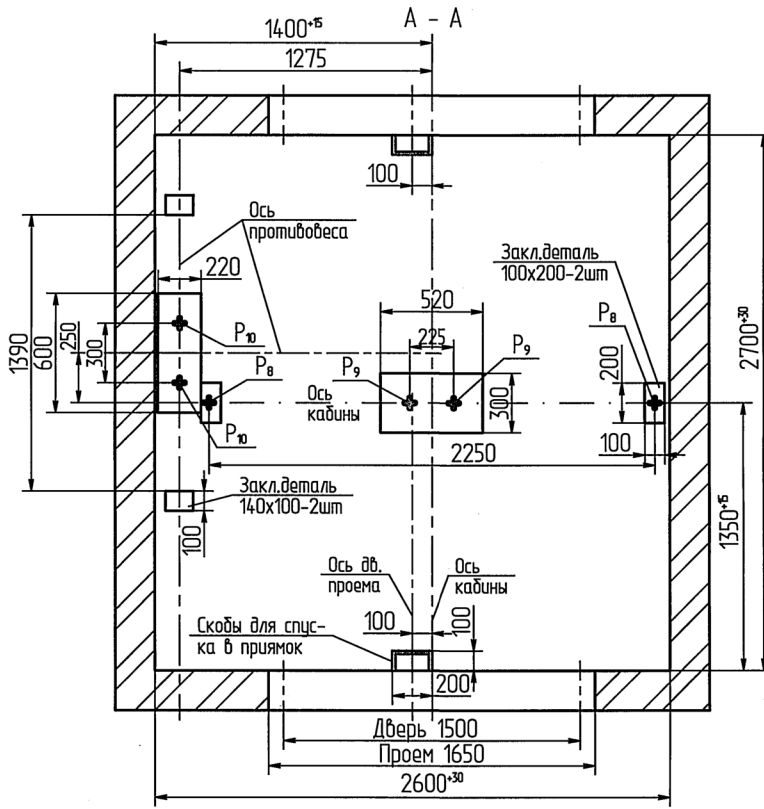 А - А
1400⁺¹⁵
1275
100
Ось
противовеса
Закл.деталь
100х200-2шт
220
520
225
P₁₀
P₈
P₉
P₉
P₈
Ось
кабины
P₁₀
1390
600
250
300
200
300
100
2250
2700⁺³⁰
1350⁺¹⁵
Закл.деталь
140х100-2шт
100
Ось дв.
проема
Ось
кабины
100
100
Скобы для спус-
ка в приямок
200
Дверь 1500
Проем 1650
2600⁺³⁰